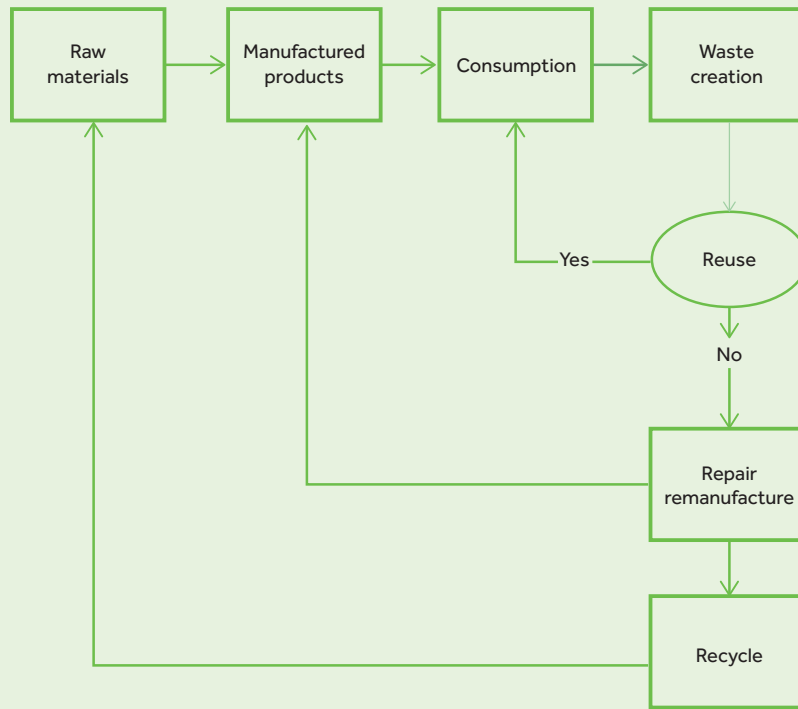 Raw
materials
Manufactured
products
Consumption
Waste
creation
Yes
Reuse
No
Repair
remanufacture
Recycle